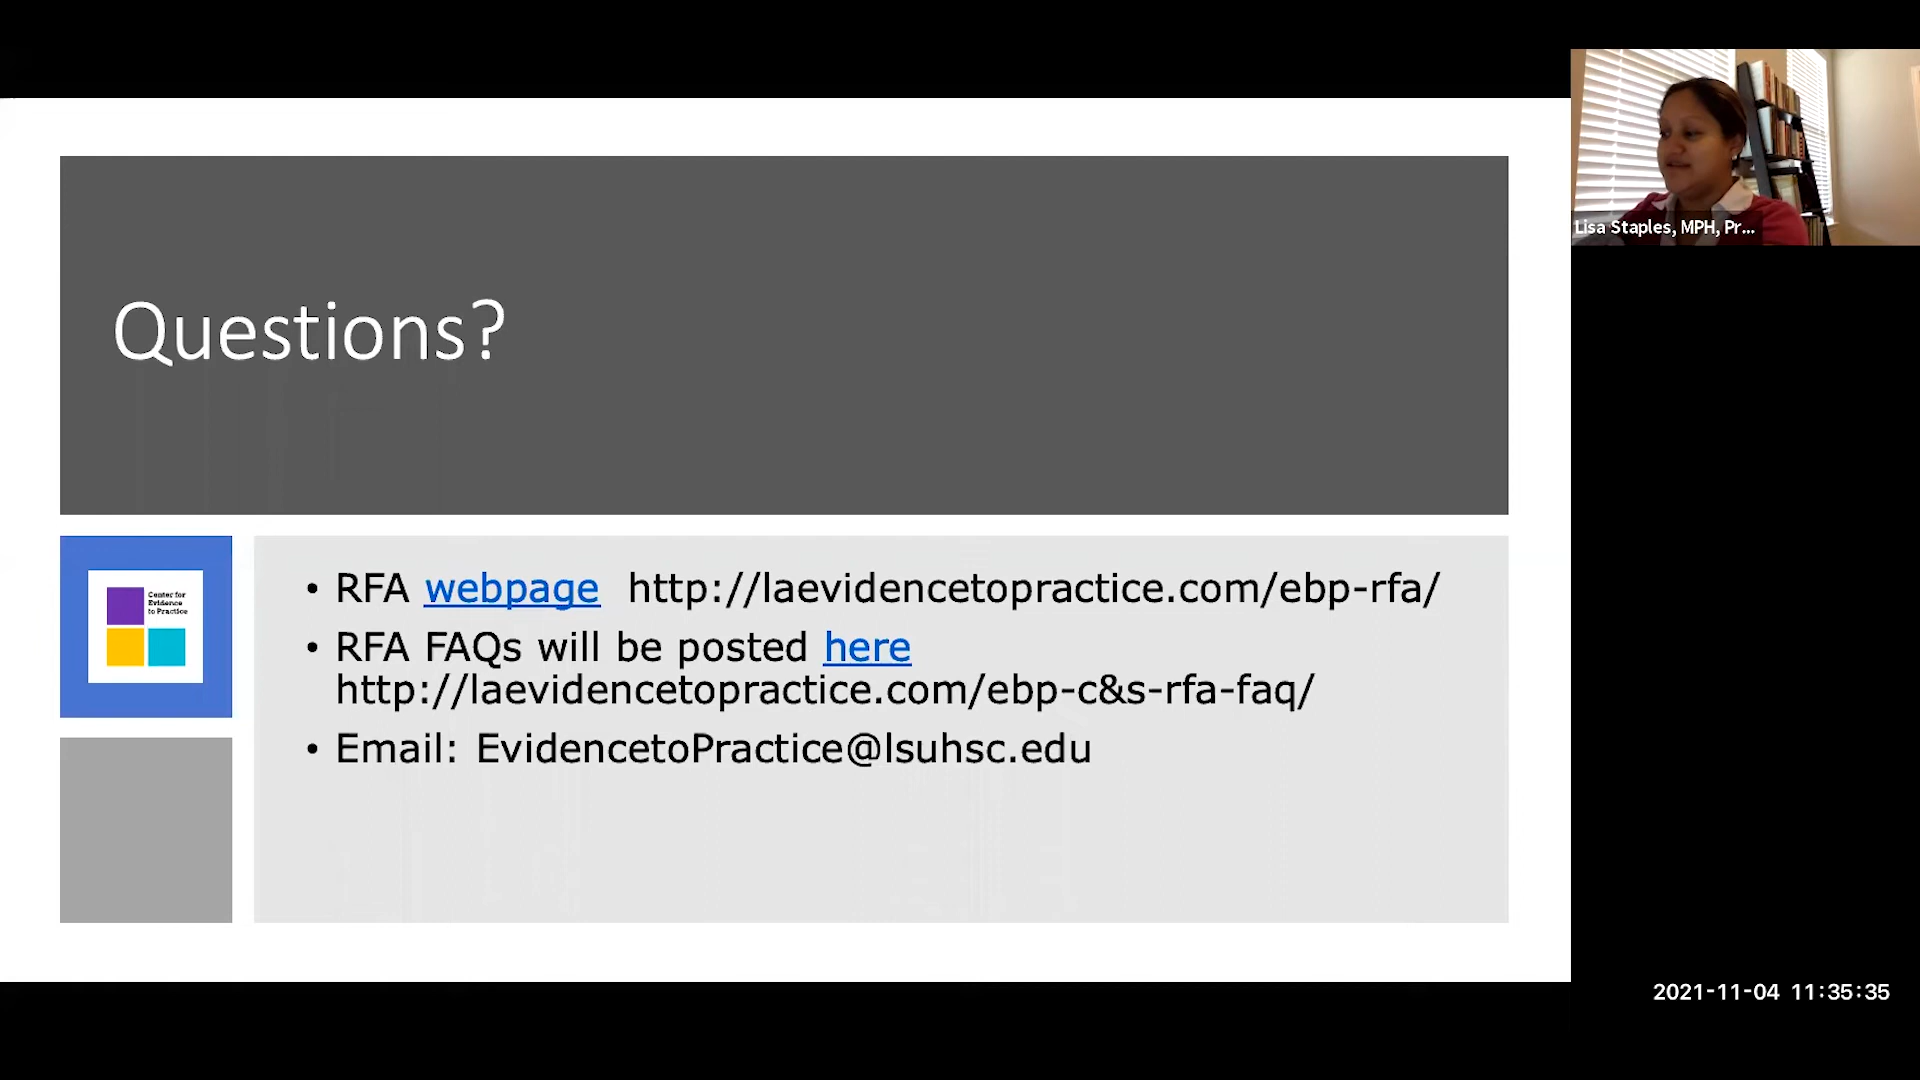 Lisa Staples, MPH, Pr...
Questions?
Center for
Evidence
to Practice
• RFA webpage http://laevidencetopractice.com/ebp-rfa/
• RFA FAQs will be posted here
http://laevidencetopractice.com/ebp-c&s-rfa-faq/
• Email: EvidencetoPractice@lsuhsc.edu
2021-11-04 11:35:35